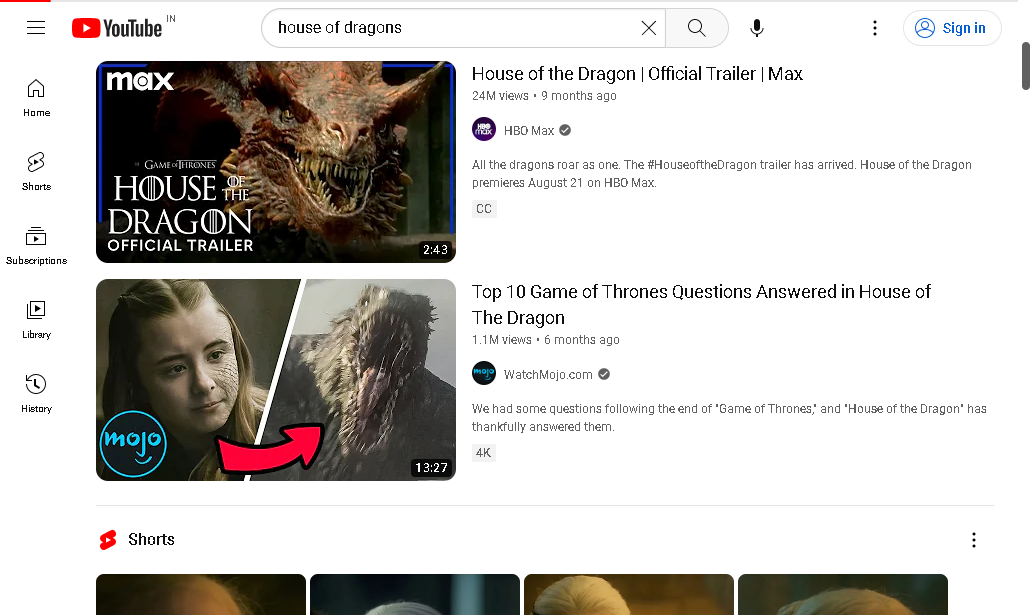 YouTube IN
house of dragons
Sign in
Home
Shorts
Subscriptions
Library
History
max
GAME OF THRONES
HOUSE OF THE
DRAGON
OFFICIAL TRAILER
2:43
House of the Dragon | Official Trailer | Max
24M views • 9 months ago
HBO max
HBO Max
All the dragons roar as one. The #HouseoftheDragon trailer has arrived. House of the Dragon
premieres August 21 on HBO Max.
CC
mojo
13:27
Top 10 Game of Thrones Questions Answered in House of
The Dragon
1.1M views • 6 months ago
mojo
WatchMojo.com
We had some questions following the end of "Game of Thrones," and "House of the Dragon" has
thankfully answered them.
4K
Shorts